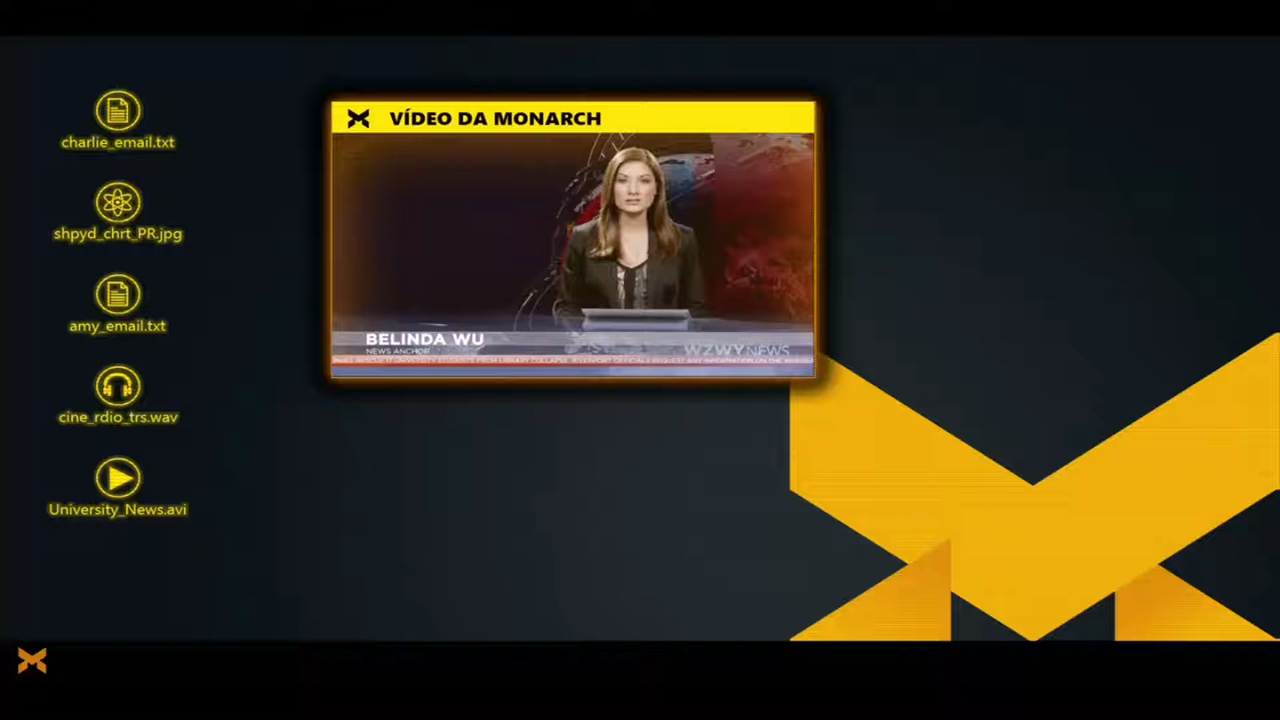 charlie_email.txt
shpyd_chrt_PR.jpg
amy_email.txt
cine_rdio_trs.wav
University_News.avi
VÍDEO DA MONARCH
BELINDA WU
NEWS ANCHOR
WZWY NEWS